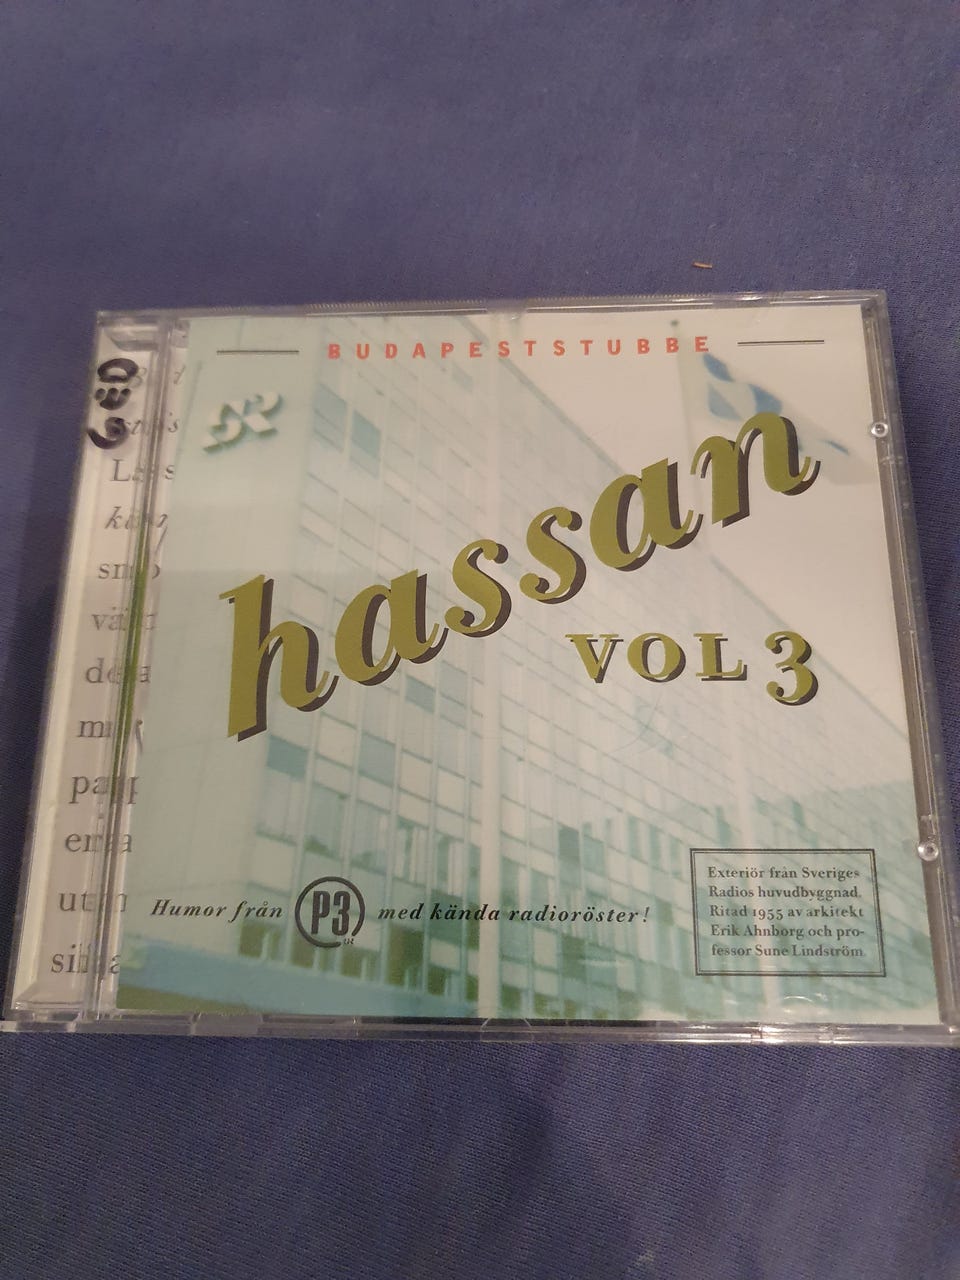 BUDAPESTSTUBBE
SR
hassan
VOL 3
Humor från P3 med kända radioröster!
Exteriör från Sveriges
Radios huvudbyggnad.
Ritad 1955 av arkitekt
Erik Ahnborg och pro-
fessor Sune Lindström.